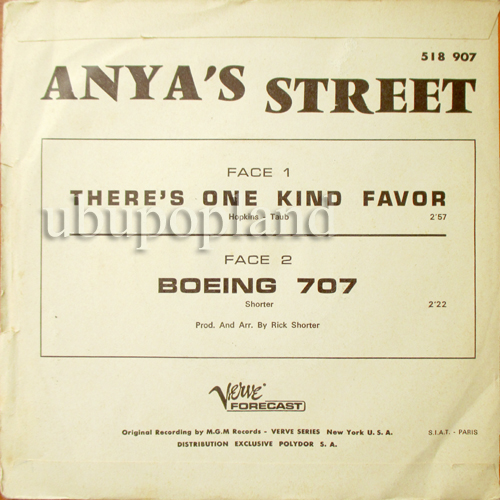 518 907
ANYA'S STREET
FACE 1
THERE'S ONE KIND FAVOR
Hopkins - Taub 2'57
ubupopland
FACE 2
BOEING 707
Shorter 2'22
Prod. And Arr. By Rick Shorter
Verve
FORECAST
Original Recording by M.G.M Records - VERVE SERIES New York U.S.A. S.I.A.T. - PARIS
DISTRIBUTION EXCLUSIVE POLYDOR S. A.